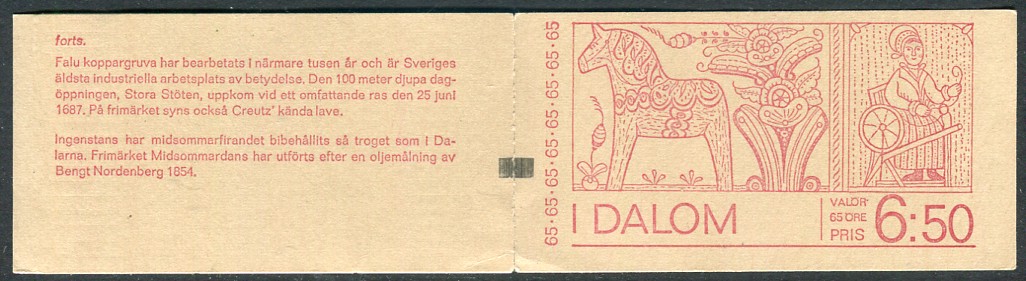 forts.
Falu koppargruva har bearbetats i närmare tusen år och är Sveriges
äldsta industriella arbetsplats av betydelse. Den 100 meter djupa dag-
öppningen, Stora Stöten, uppkom vid ett omfattande ras den 25 juni
1687. På frimärket syns också Creutz' kända lave.
Ingenstans har midsommarfirandet bibehållits så troget som i Da-
larna. Frimärket Midsommardans har utförts efter en oljemålning av
Bengt Nordenberg 1854.
65·65·65·65·65·65·65·65
I DALOM
VALÖR·
65 ÖRE
PRIS 6:50